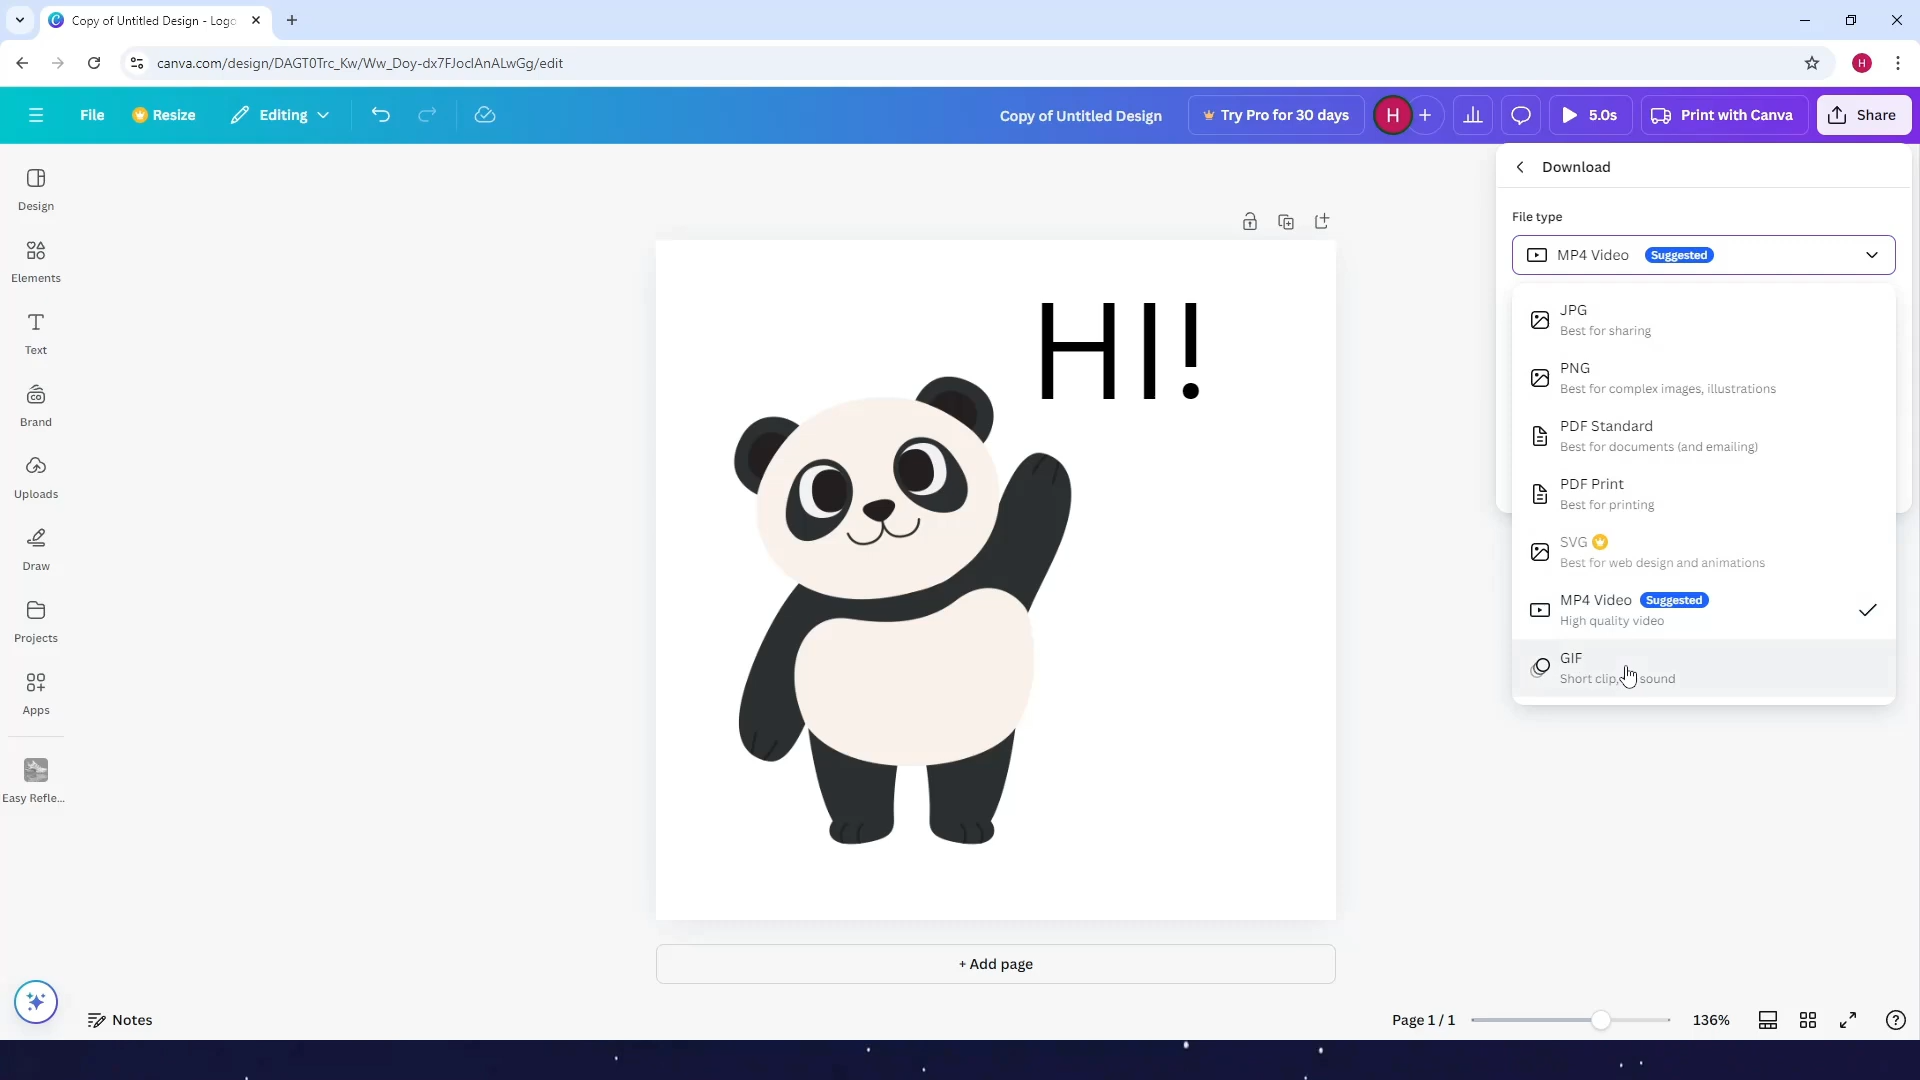 Copy of Untitled Design - Logo
canva.com/design/DAGT0Trc_Kw/Ww_Doy-dx7FJoclAnALwGg/edit
H
File
Resize
Editing
Copy of Untitled Design
Try Pro for 30 days
H
5.0s
Print with Canva
Share
Design
Elements
Text
Brand
Uploads
Draw
Projects
Apps
Easy Refle...
HI!
Download
File type
MP4 Video Suggested
JPG
Best for sharing
PNG
Best for complex images, illustrations
PDF Standard
Best for documents (and emailing)
PDF Print
Best for printing
SVG
Best for web design and animations
MP4 Video Suggested
High quality video
GIF
Short clip, sound
+ Add page
Notes
Page 1 / 1
136%